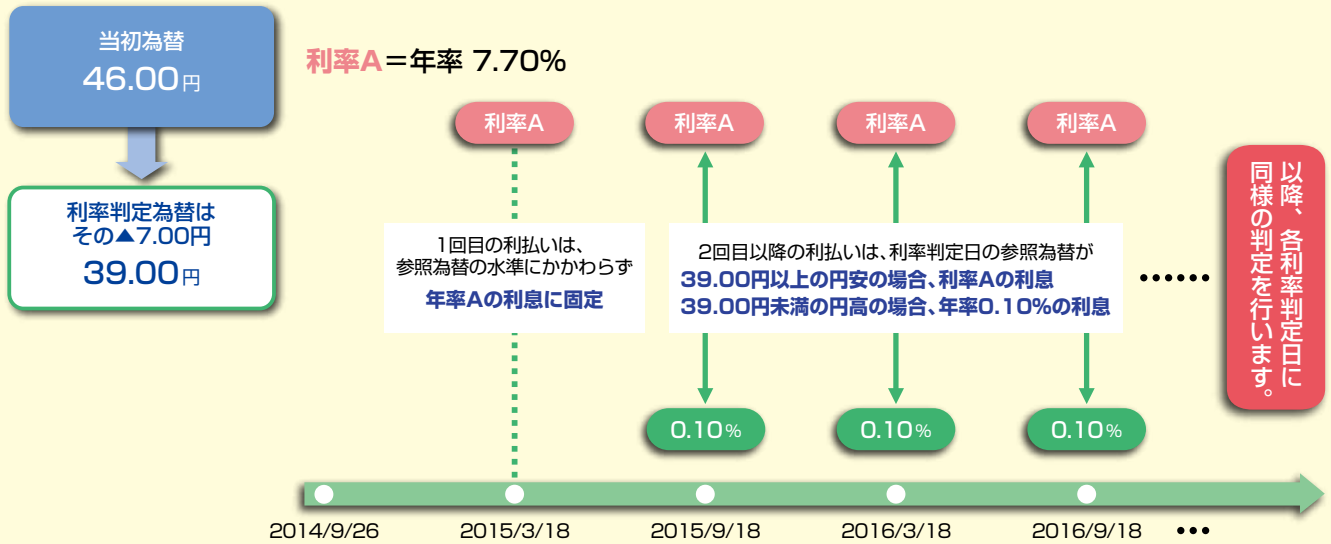 当初為替
46.00円
利率判定為替は
その▲7.00円
39.00円
利率A=年率 7.70%
利率A
利率A
利率A
利率A
1回目の利払いは、
参照為替の水準にかかわらず
年率Aの利息に固定
2回目以降の利払いは、利率判定日の参照為替が
39.00円以上の円安の場合、利率Aの利息
39.00円未満の円高の場合、年率0.10%の利息
……
以降、各利率判定日に
同様の判定を行います。
0.10%
0.10%
0.10%
2014/9/26
2015/3/18
2015/9/18
2016/3/18
2016/9/18
…